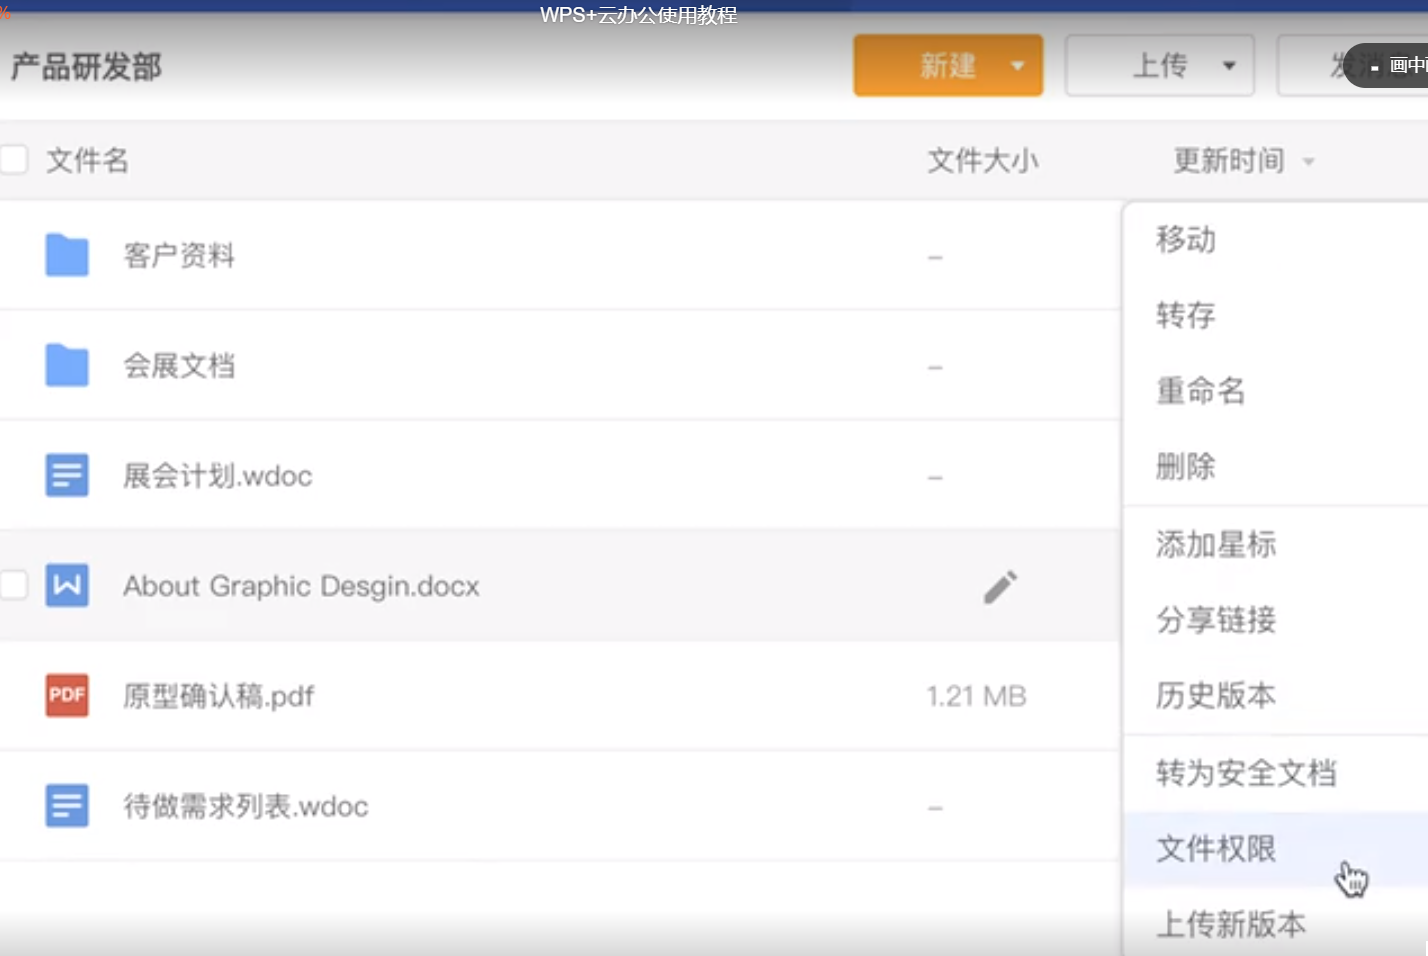 %
WPS+云办公使用教程
产品研发部
新建
上传
画中
文件名
文件大小
更新时间
客户资料
–
会展文档
–
展会计划.wdoc
–
About Graphic Desgin.docx
PDF
原型确认稿.pdf
1.21 MB
待做需求列表.wdoc
–
移动
转存
重命名
删除
添加星标
分享链接
历史版本
转为安全文档
文件权限
上传新版本